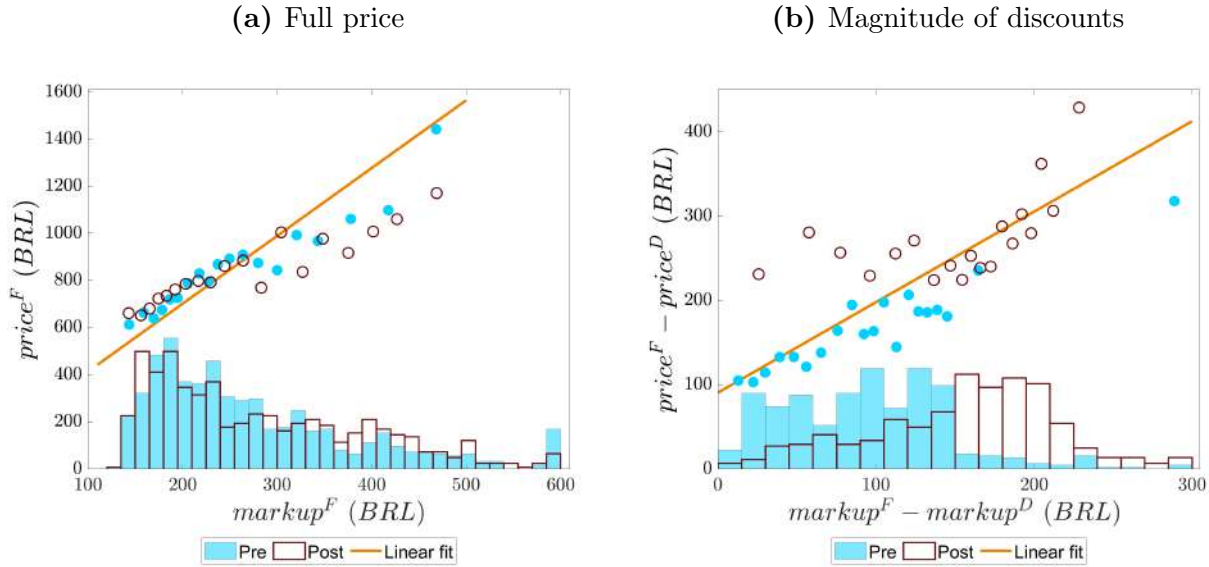 (a) Full price
(b) Magnitude of discounts
1600
1400
1200
1000
800
600
400
200
0
price^F (BRL)
100
200
300
400
500
600
markup^F (BRL)
Pre
Post
Linear fit
400
300
200
100
0
price^F − price^D (BRL)
0
100
200
300
markup^F − markup^D (BRL)
Pre
Post
Linear fit